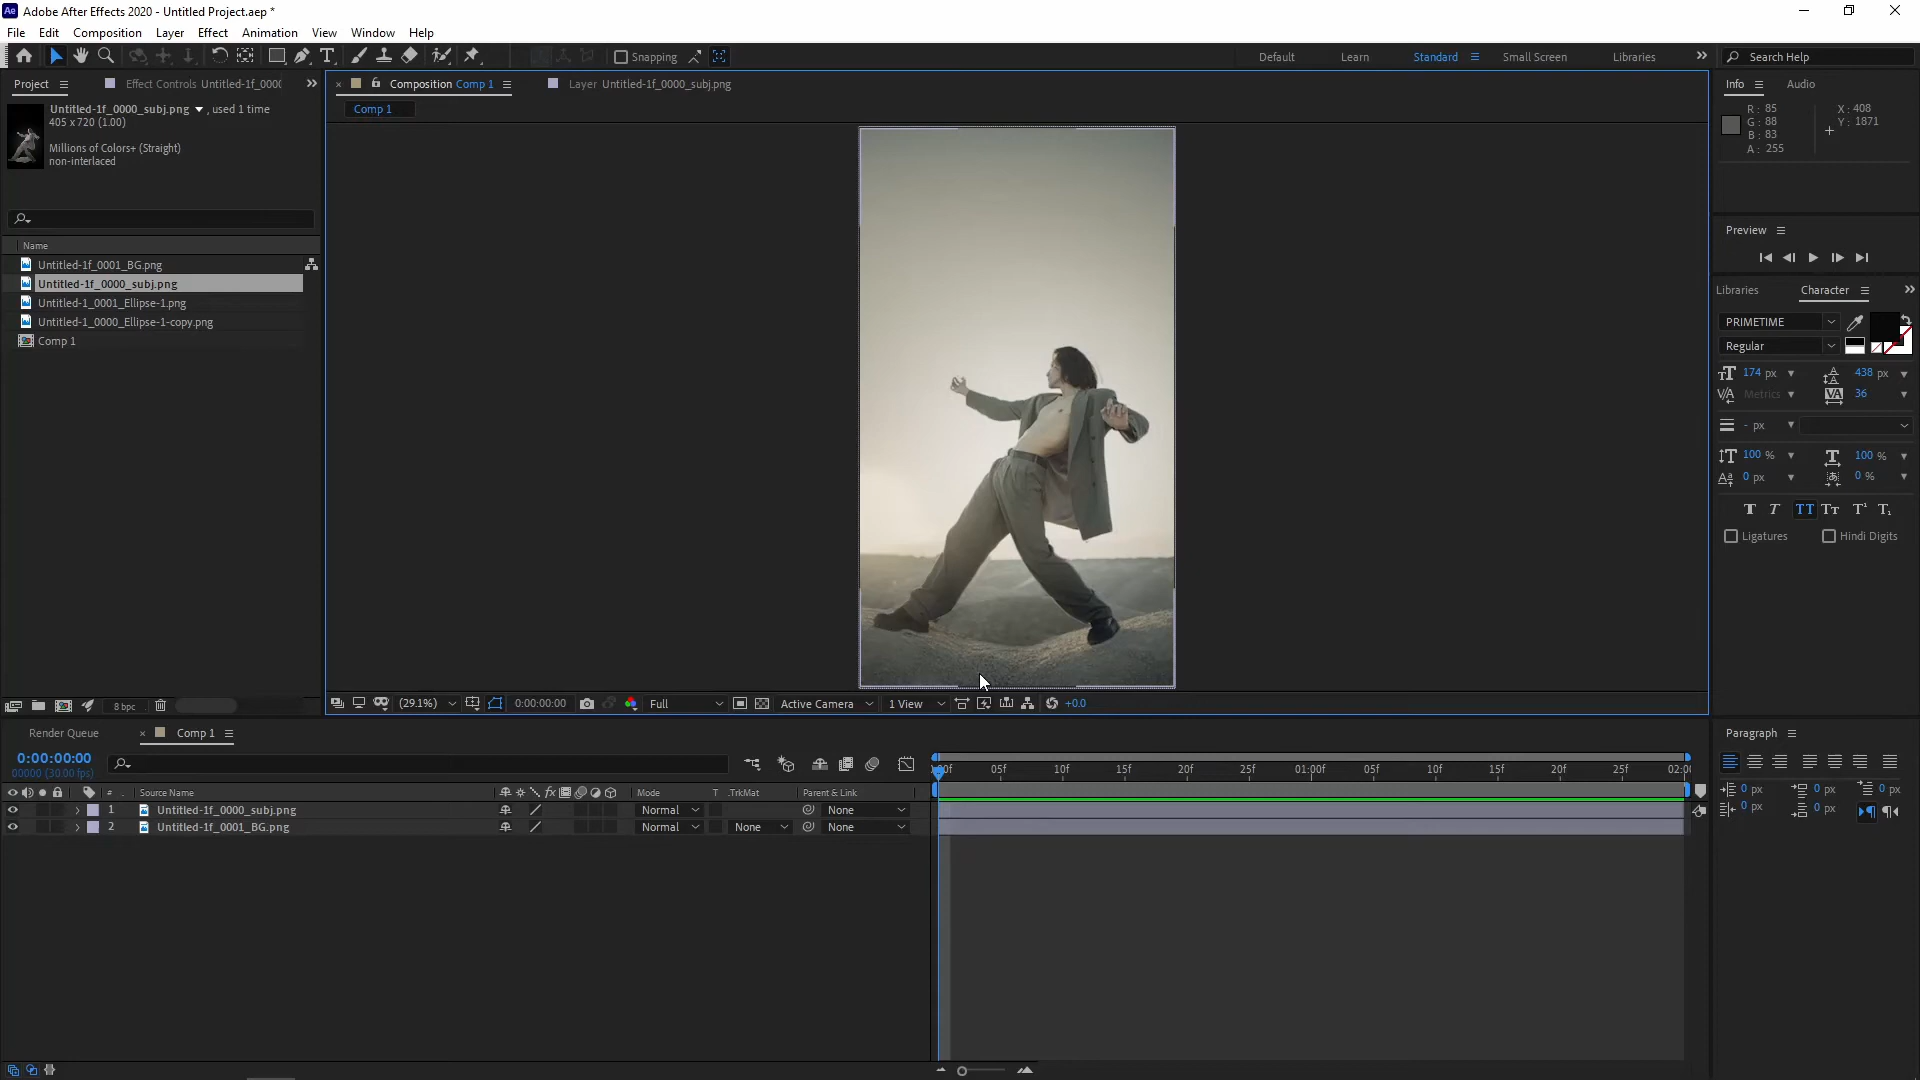 Adobe After Effects 2020 - Untitled Project.aep *
File Edit Composition Layer Effect Animation View Window Help
Snapping Default Learn Standard Small Screen Libraries Search Help
Project Effect Controls Untitled-1f_000(
Composition Comp 1 Layer Untitled-1f_0000_subj.png
Info Audio
Untitled-1f_0000_subj.png , used 1 time
405 x 720 (1.00)
Millions of Colors+ (Straight)
non-interlaced
Comp 1
R : 85 X : 408
G : 88 Y : 1871
B : 83
A : 255
Preview
Name
Untitled-1f_0001_BG.png
Untitled-1f_0000_subj.png
Untitled-1_0001_Ellipse-1.png
Untitled-1_0000_Ellipse-1-copy.png
Comp 1
Libraries Character
PRIMETIME
Regular
174 px 438 px
Metrics 36
- px
100 % 100 %
0 px 0 %
Ligatures Hindi Digits
8 bpc (29.1%) 0:00:00:00 Full Active Camera 1 View +0.0
Render Queue Comp 1
Paragraph
0:00:00:00
00000 (30.00 fps)
05f 10f 15f 20f 25f 01:00f 05f 10f 15f 20f 25f 02:0
# Source Name Mode T .TrkMat Parent & Link
1 Untitled-1f_0000_subj.png Normal None
2 Untitled-1f_0001_BG.png Normal None None
0 px 0 px 0 px
0 px 0 px